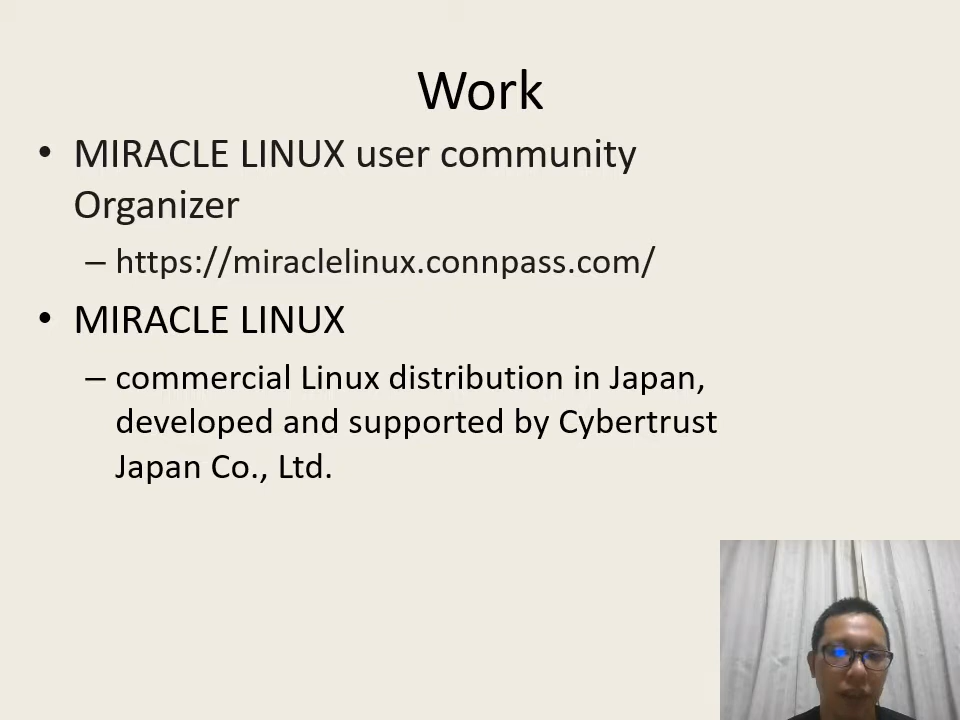 Work
• MIRACLE LINUX user community
Organizer
– https://miraclelinux.connpass.com/
• MIRACLE LINUX
– commercial Linux distribution in Japan,
developed and supported by Cybertrust
Japan Co., Ltd.